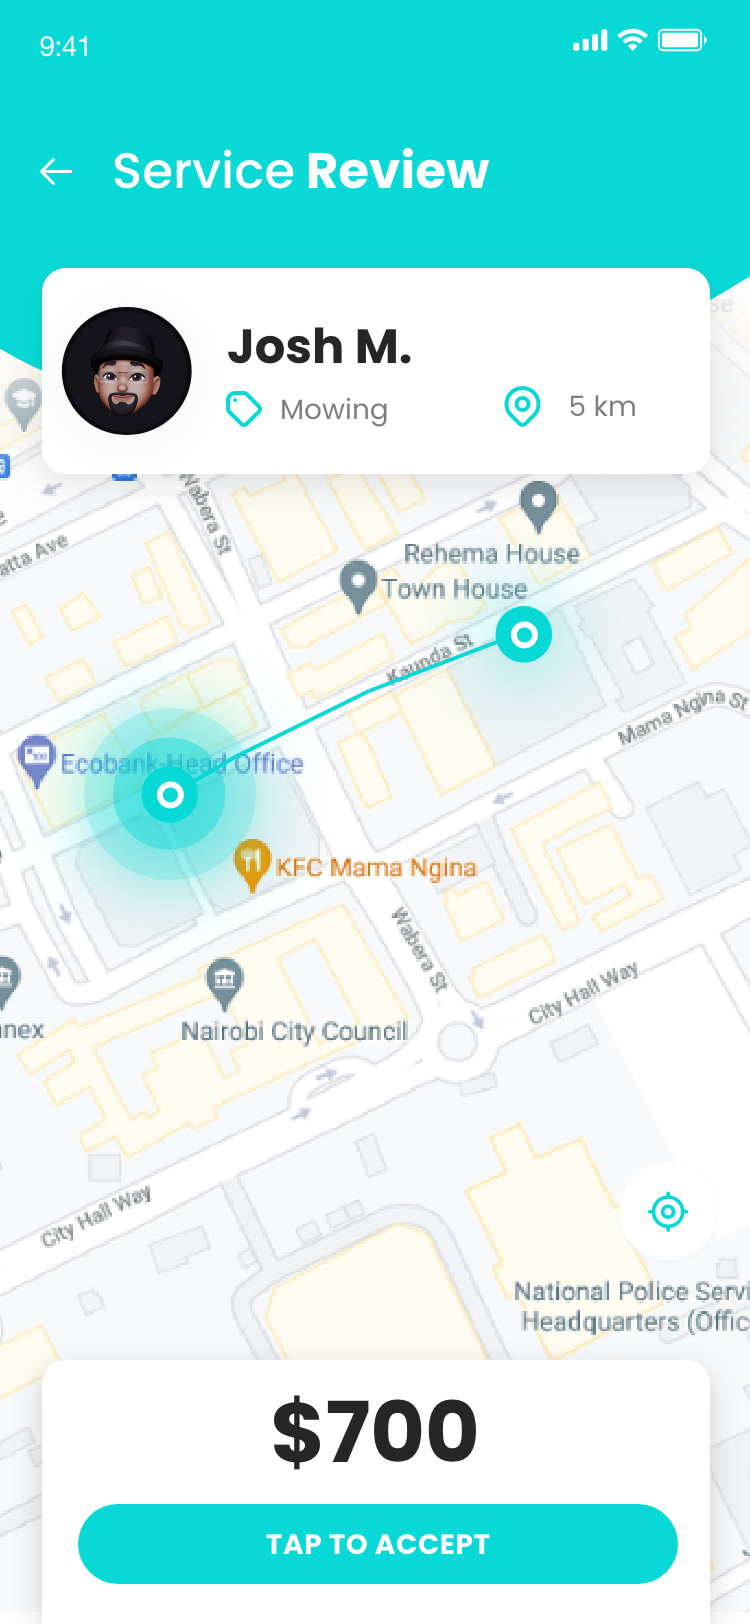 9:41
Service Review
Josh M.
Mowing
5 km
Wabera St
atta Ave
Rehema House
Town House
Kaunda St
Mama Ngina St
Ecobank-Head Office
KFC Mama Ngina
Wabera St
City Hall Way
Nairobi City Council
nnex
City Hall Way
National Police Servi
Headquarters (Offic
$700
TAP TO ACCEPT